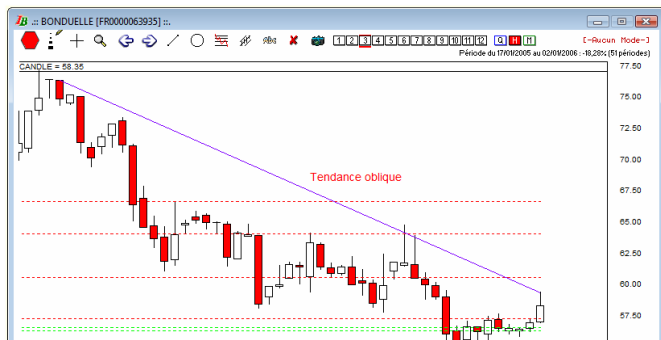 .:: BONDUELLE [FR0000063935] ::.
1 2 3 4 5 6 7 8 9 10 11 12 Q H M
[-Aucun Mode-]
Période du 17/01/2005 au 02/01/2006 : -18,28% (51 périodes)
CANDLE = 58.35
77.50
75.00
72.50
70.00
Tendance oblique
67.50
65.00
62.50
60.00
57.50